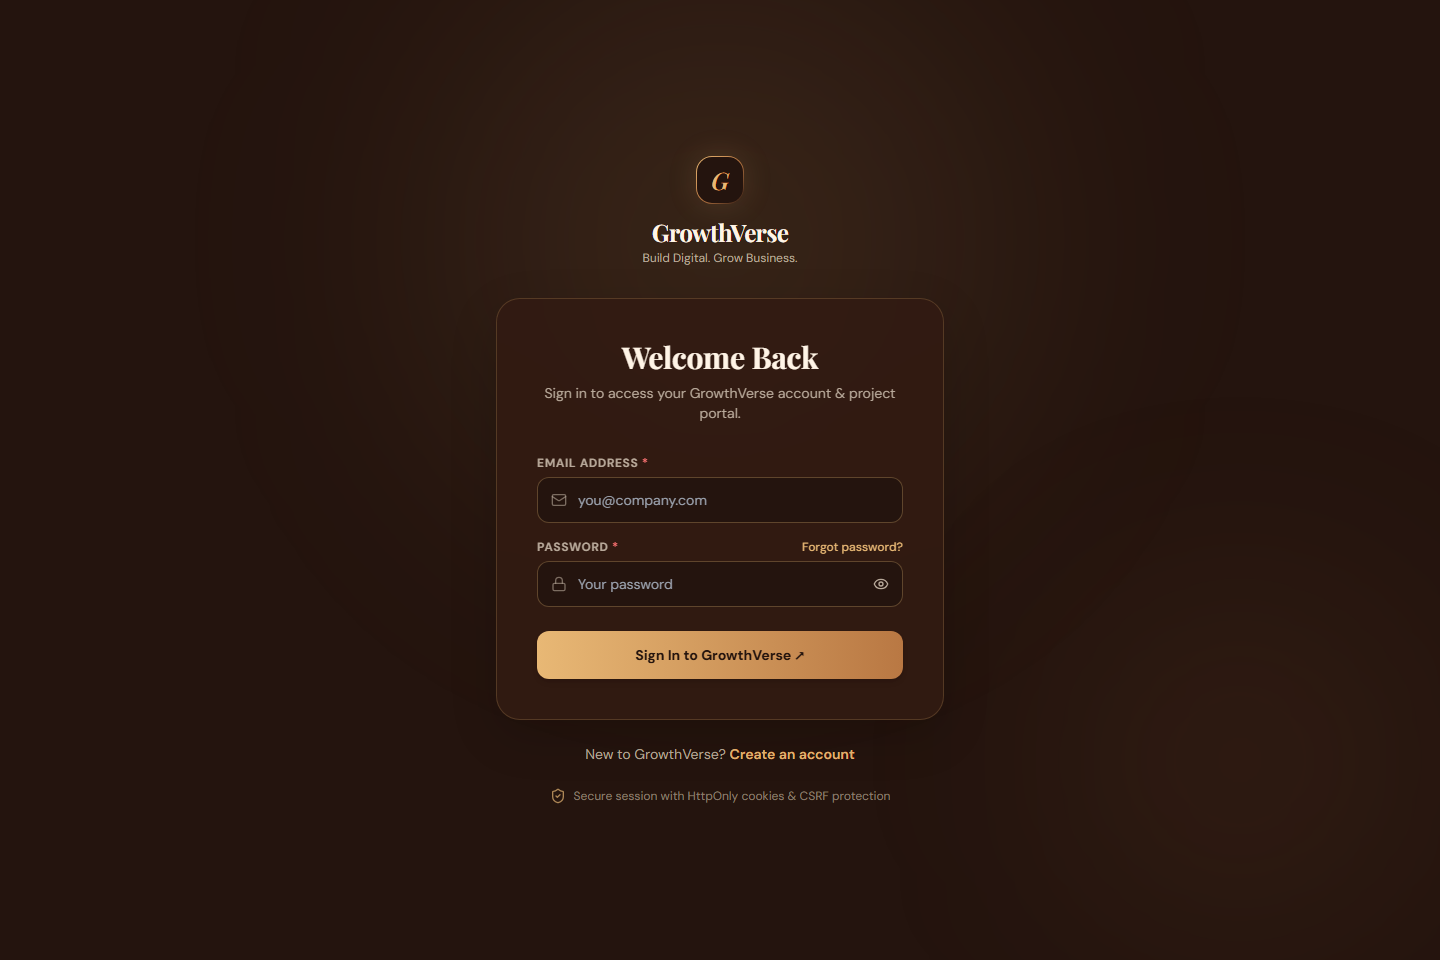 G
GrowthVerse
Build Digital. Grow Business.
Welcome Back
Sign in to access your GrowthVerse account & project
portal.
EMAIL ADDRESS *
you@company.com
PASSWORD * Forgot password?
Your password
Sign In to GrowthVerse ↗
New to GrowthVerse? Create an account
Secure session with HttpOnly cookies & CSRF protection